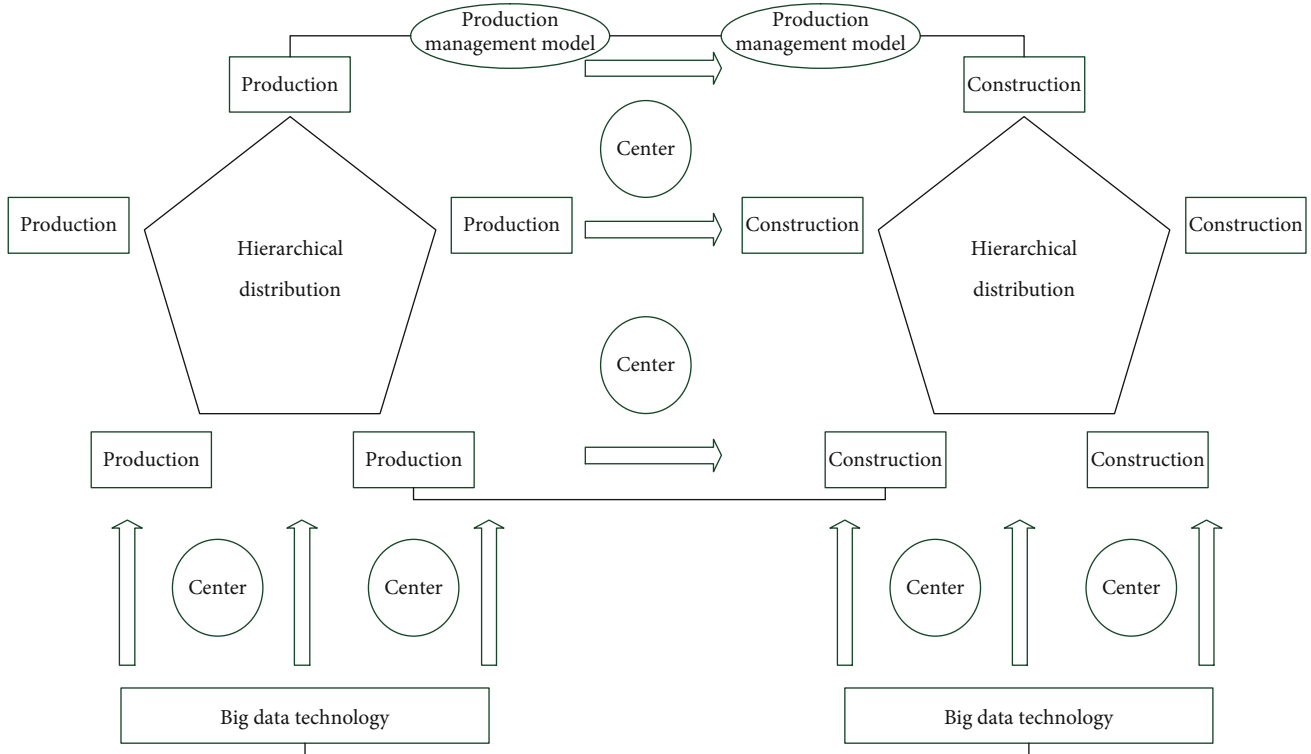 Production
management model
Production
management model
Production
Construction
Center
Production
Production
Construction
Construction
Hierarchical
distribution
Hierarchical
distribution
Center
Production
Production
Construction
Construction
Center
Center
Center
Center
Big data technology
Big data technology